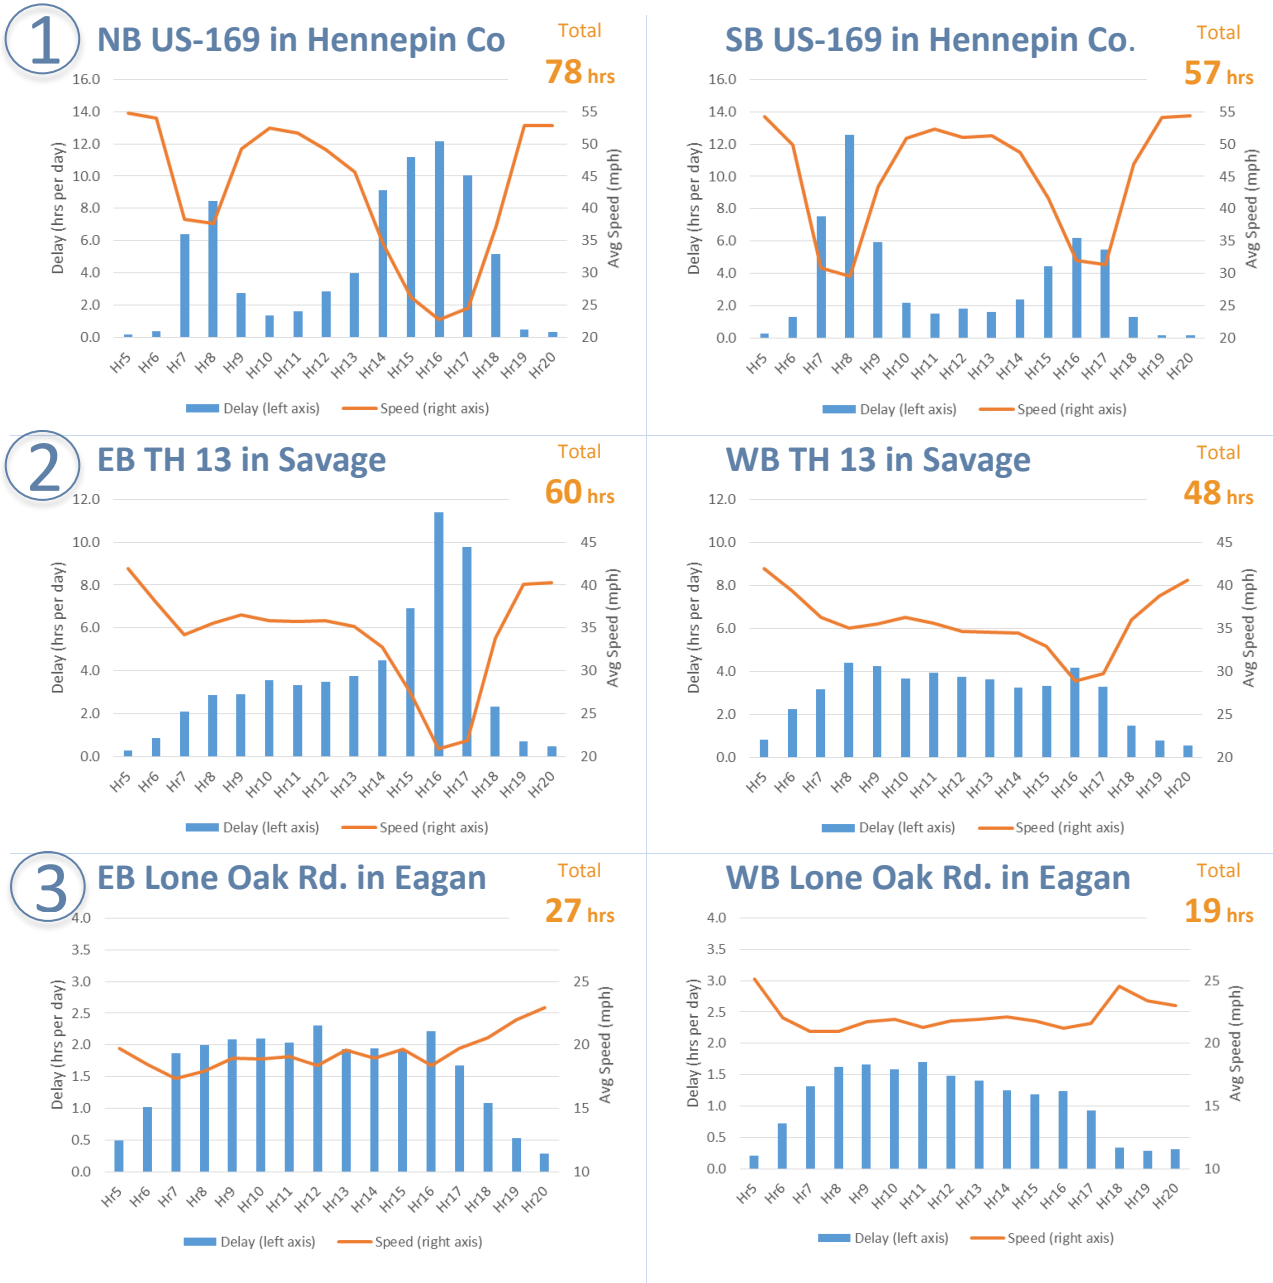 1
NB US-169 in Hennepin Co
Total
78 hrs
16.0
14.0
12.0
10.0
8.0
6.0
4.0
2.0
0.0
Delay (hrs per day)
55
50
45
40
35
30
25
20
Avg Speed (mph)
Hr5 Hr6 Hr7 Hr8 Hr9 Hr10 Hr11 Hr12 Hr13 Hr14 Hr15 Hr16 Hr17 Hr18 Hr19 Hr20
Delay (left axis) Speed (right axis)
SB US-169 in Hennepin Co.
Total
57 hrs
16.0
14.0
12.0
10.0
8.0
6.0
4.0
2.0
0.0
Delay (hrs per day)
55
50
45
40
35
30
25
20
Avg Speed (mph)
Hr5 Hr6 Hr7 Hr8 Hr9 Hr10 Hr11 Hr12 Hr13 Hr14 Hr15 Hr16 Hr17 Hr18 Hr19 Hr20
Delay (left axis) Speed (right axis)
2
EB TH 13 in Savage
Total
60 hrs
12.0
10.0
8.0
6.0
4.0
2.0
0.0
Delay (hrs per day)
45
40
35
30
25
20
Avg Speed (mph)
Hr5 Hr6 Hr7 Hr8 Hr9 Hr10 Hr11 Hr12 Hr13 Hr14 Hr15 Hr16 Hr17 Hr18 Hr19 Hr20
Delay (left axis) Speed (right axis)
WB TH 13 in Savage
Total
48 hrs
12.0
10.0
8.0
6.0
4.0
2.0
0.0
Delay (hrs per day)
45
40
35
30
25
20
Avg Speed (mph)
Hr5 Hr6 Hr7 Hr8 Hr9 Hr10 Hr11 Hr12 Hr13 Hr14 Hr15 Hr16 Hr17 Hr18 Hr19 Hr20
Delay (left axis) Speed (right axis)
3
EB Lone Oak Rd. in Eagan
Total
27 hrs
4.0
3.5
3.0
2.5
2.0
1.5
1.0
0.5
0.0
Delay (hrs per day)
25
20
15
10
Avg Speed (mph)
Hr5 Hr6 Hr7 Hr8 Hr9 Hr10 Hr11 Hr12 Hr13 Hr14 Hr15 Hr16 Hr17 Hr18 Hr19 Hr20
Delay (left axis) Speed (right axis)
WB Lone Oak Rd. in Eagan
Total
19 hrs
4.0
3.5
3.0
2.5
2.0
1.5
1.0
0.5
0.0
Delay (hrs per day)
25
20
15
10
Avg Speed (mph)
Hr5 Hr6 Hr7 Hr8 Hr9 Hr10 Hr11 Hr12 Hr13 Hr14 Hr15 Hr16 Hr17 Hr18 Hr19 Hr20
Delay (left axis) Speed (right axis)